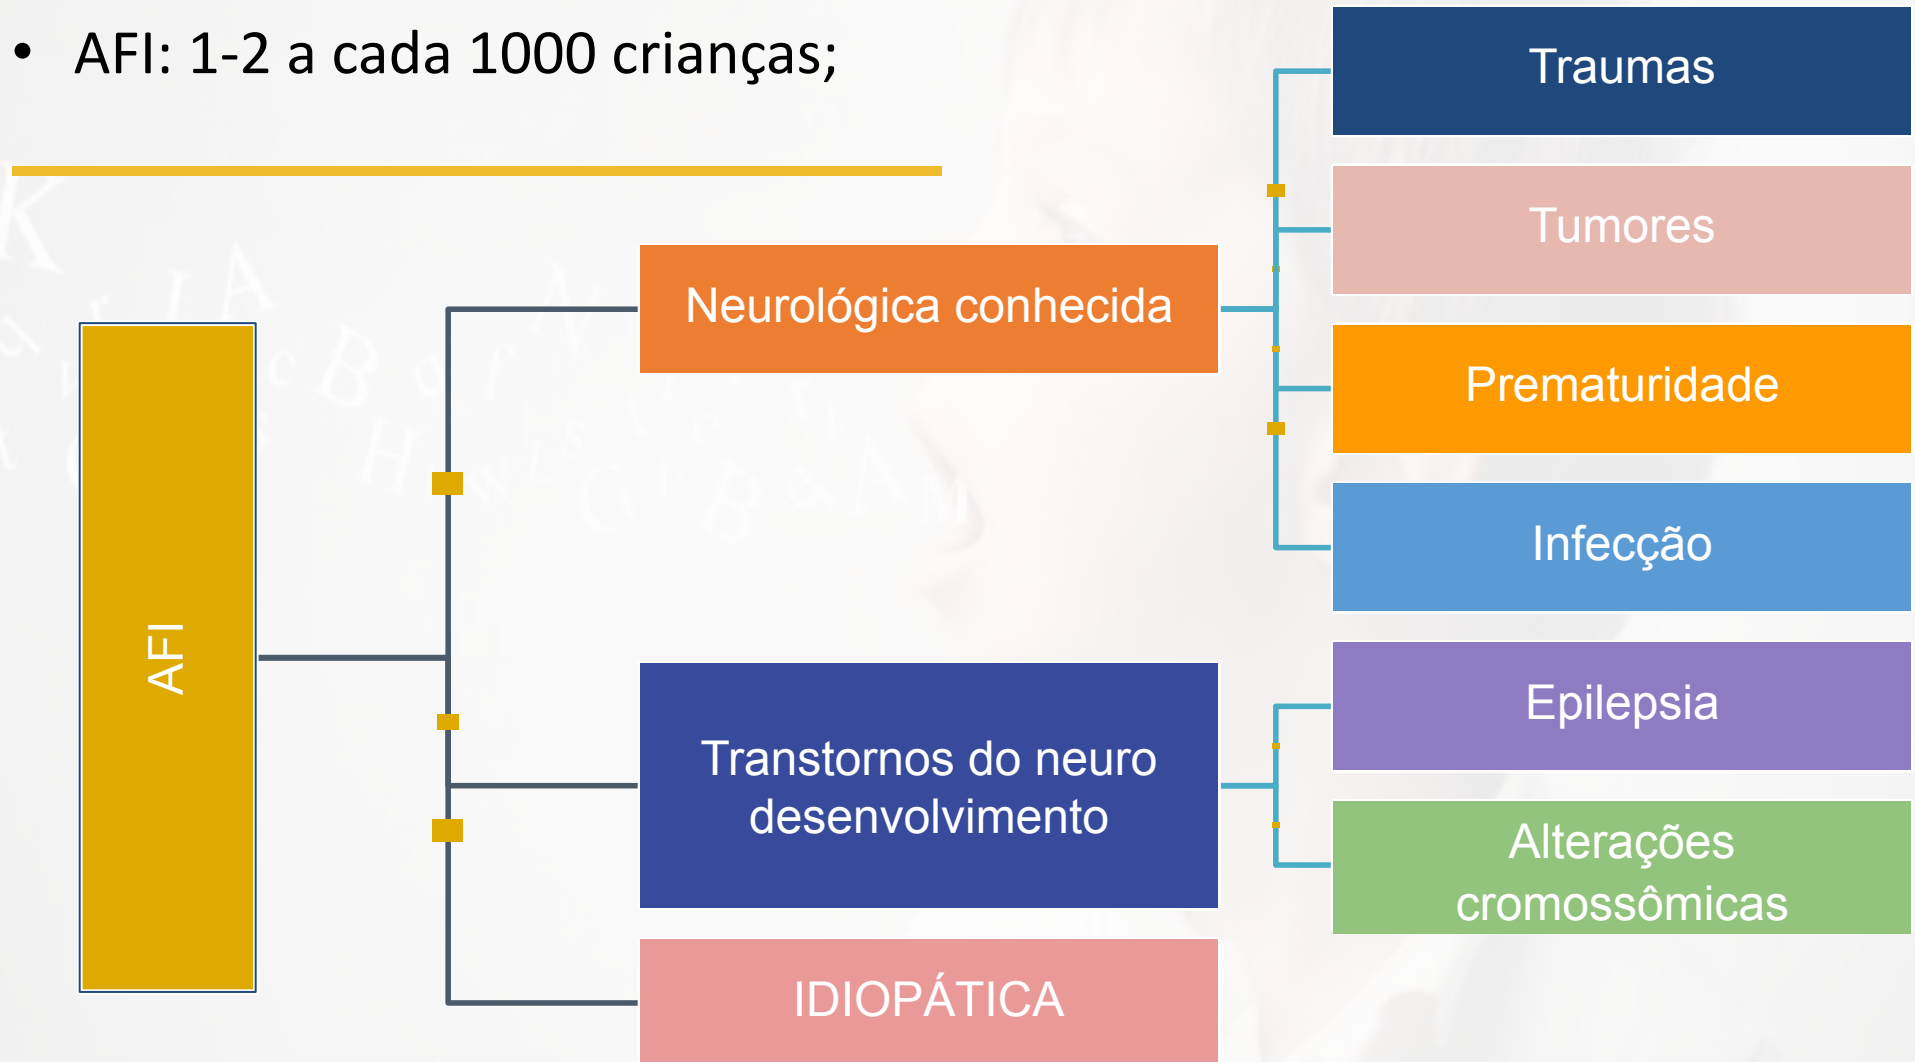 • AFI: 1-2 a cada 1000 crianças;
AFI
Neurológica conhecida
Traumas
Tumores
Prematuridade
Infecção
Transtornos do neuro
desenvolvimento
Epilepsia
Alterações
cromossômicas
IDIOPÁTICA